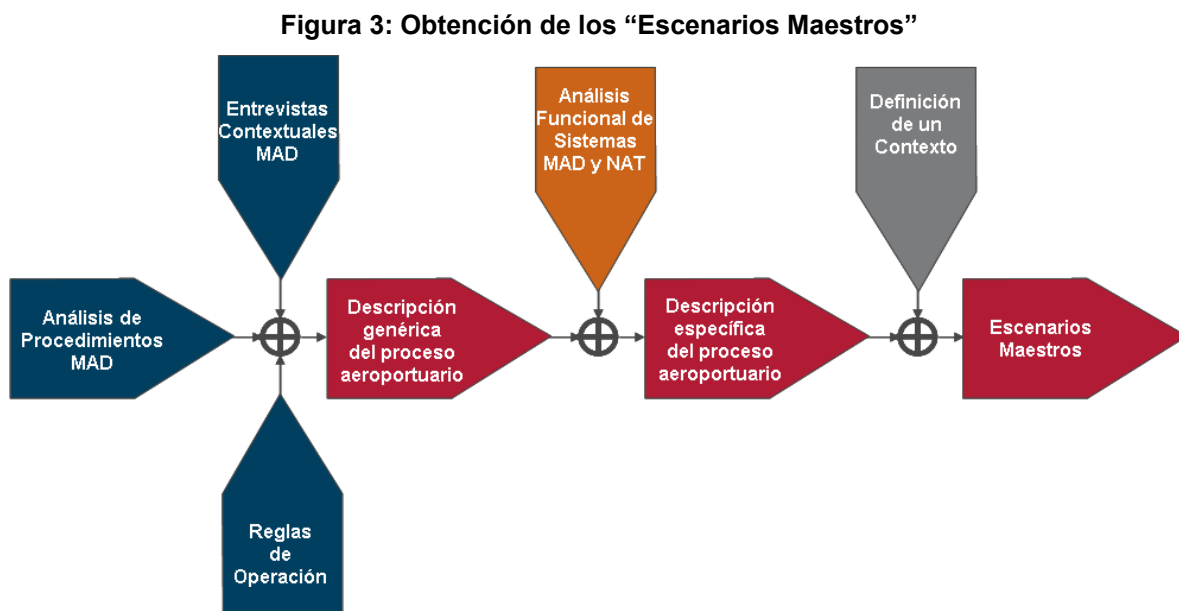 Figura 3: Obtención de los “Escenarios Maestros”
Entrevistas
Contextuales
MAD
Análisis
Funcional de
Sistemas
MAD y NAT
Definición
de un
Contexto
Análisis de
Procedimientos
MAD
Descripción
genérica
del proceso
aeroportuario
Descripción
específica
del proceso
aeroportuario
Escenarios
Maestros
Reglas
de
Operación